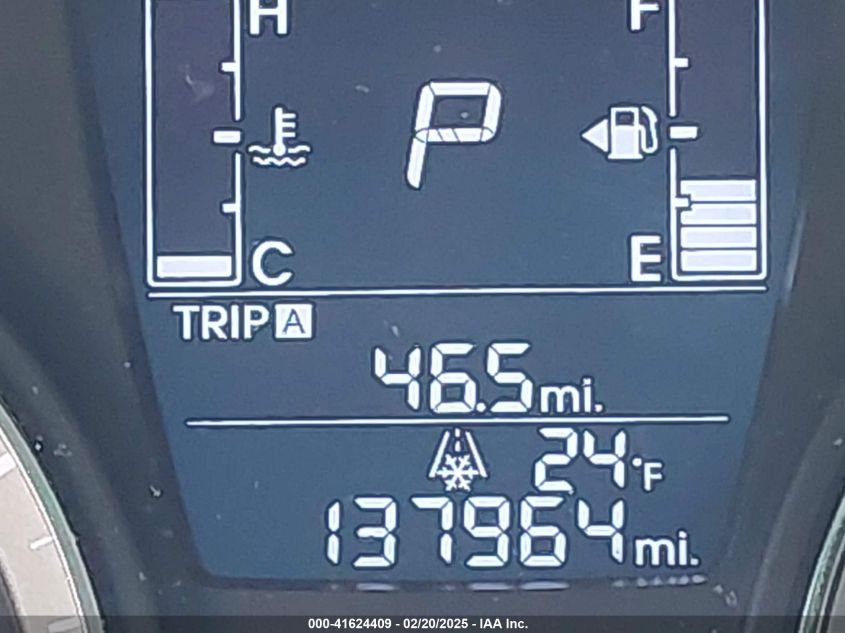 H F
P
C E
TRIP A
46.5 mi.
24°F
137964 mi.
000-41624409 - 02/20/2025 - IAA Inc.